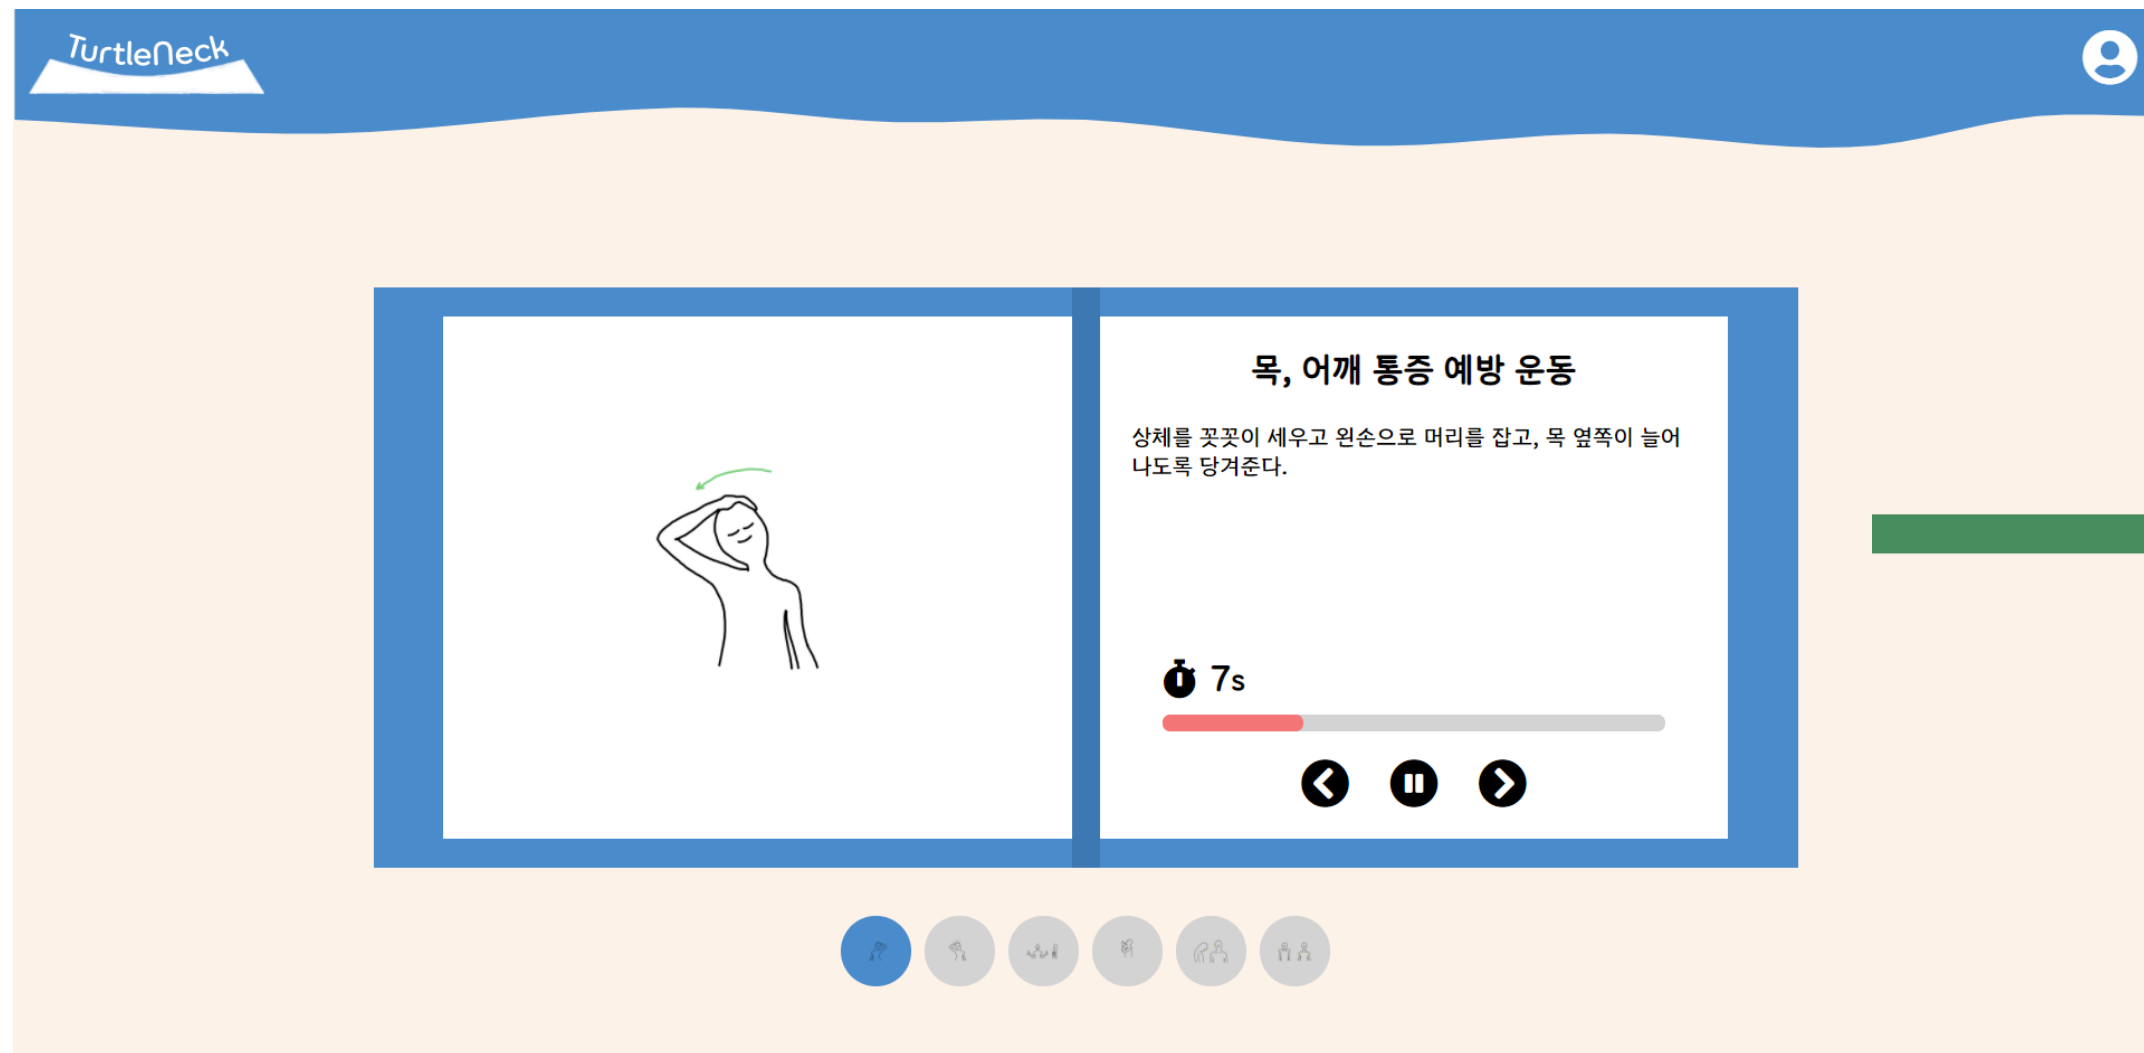 TurtleNeck
목, 어깨 통증 예방 운동
상체를 꼿꼿이 세우고 왼손으로 머리를 잡고, 목 옆쪽이 늘어
나도록 당겨준다.
7s